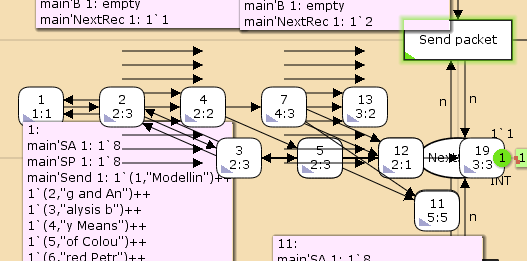 main'B 1: empty
main'NextRec 1: 1`1
main'B 1: empty
main'NextRec 1: 1`2
Send packet
n
n
1
1:1
2
2:3
4
2:2
7
4:3
13
3:2
1`1
3
2:3
5
2:3
12
2:1
19
3:3
1
1
INT
11
5:5
n
1:
main'SA 1: 1`8
main'SP 1: 1`8
main'Send 1: 1`(1,"Modellin")++
1`(2,"g and An")++
1`(3,"alysis b")++
1`(4,"y Means")++
1`(5,"of Colou")++
1`(6,"red Petr")++
11:
main'SA 1: 1`8